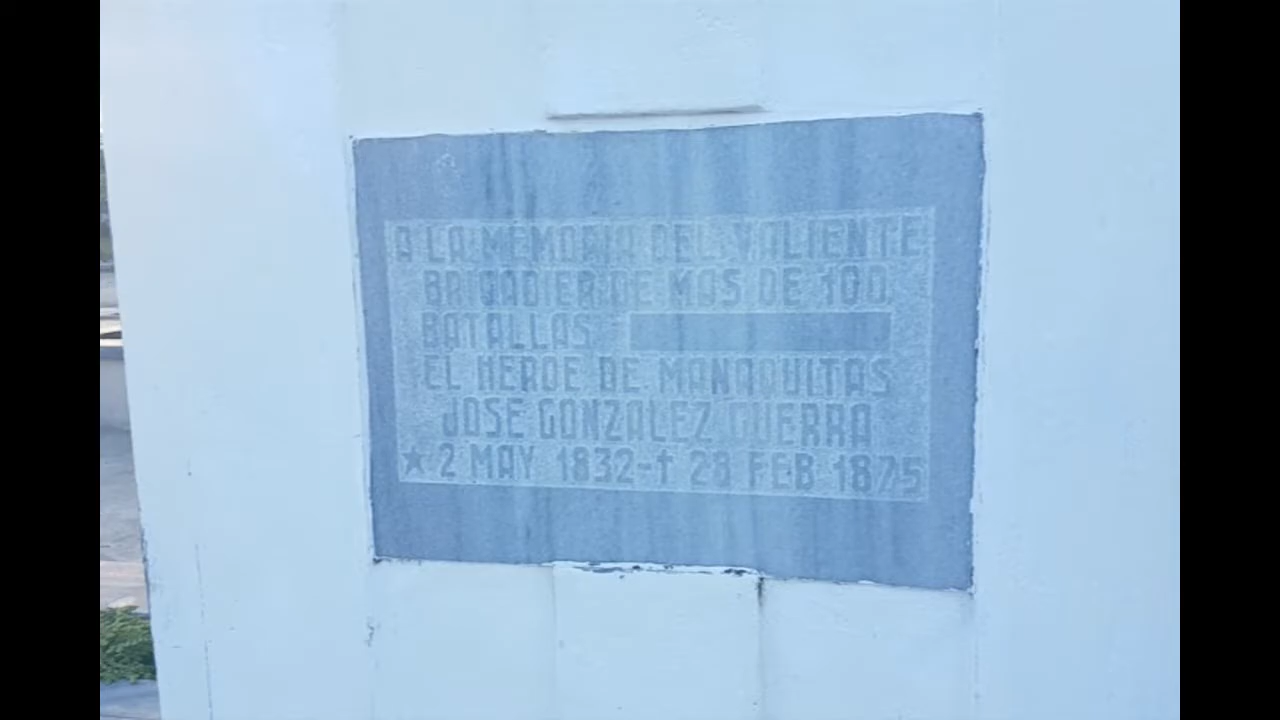 A LA MEMORIA DEL VALIENTE
BRIGADIER DE MAS DE 100
BATALLAS
EL HEROE DE MANAQUITAS
JOSE GONZALEZ GUERRA
★ 2 MAY 1832-† 28 FEB 1875